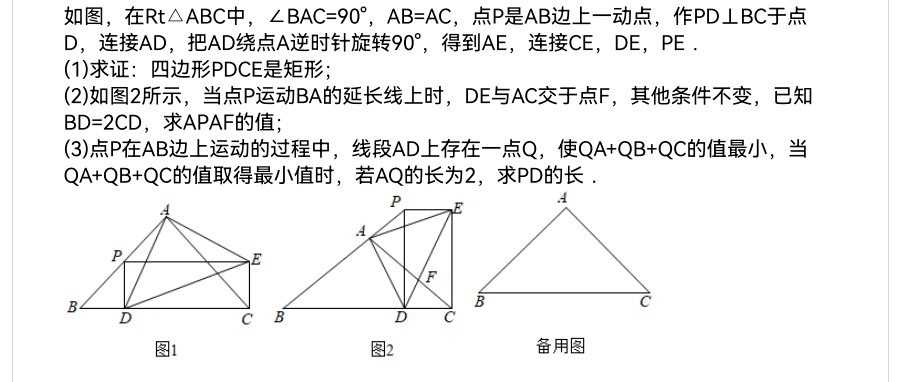 如图，在Rt△ABC中，∠BAC=90°，AB=AC，点P是AB边上一动点，作PD⊥BC于点
D，连接AD，把AD绕点A逆时针旋转90°，得到AE，连接CE，DE，PE．
(1)求证：四边形PDCE是矩形；
(2)如图2所示，当点P运动BA的延长线上时，DE与AC交于点F，其他条件不变，已知
BD=2CD，求APAF的值；
(3)点P在AB边上运动的过程中，线段AD上存在一点Q，使QA+QB+QC的值最小，当
QA+QB+QC的值取得最小值时，若AQ的长为2，求PD的长．
A
P
E
B
D
C
图1
P
E
A
F
B
D
C
图2
A
B
C
备用图